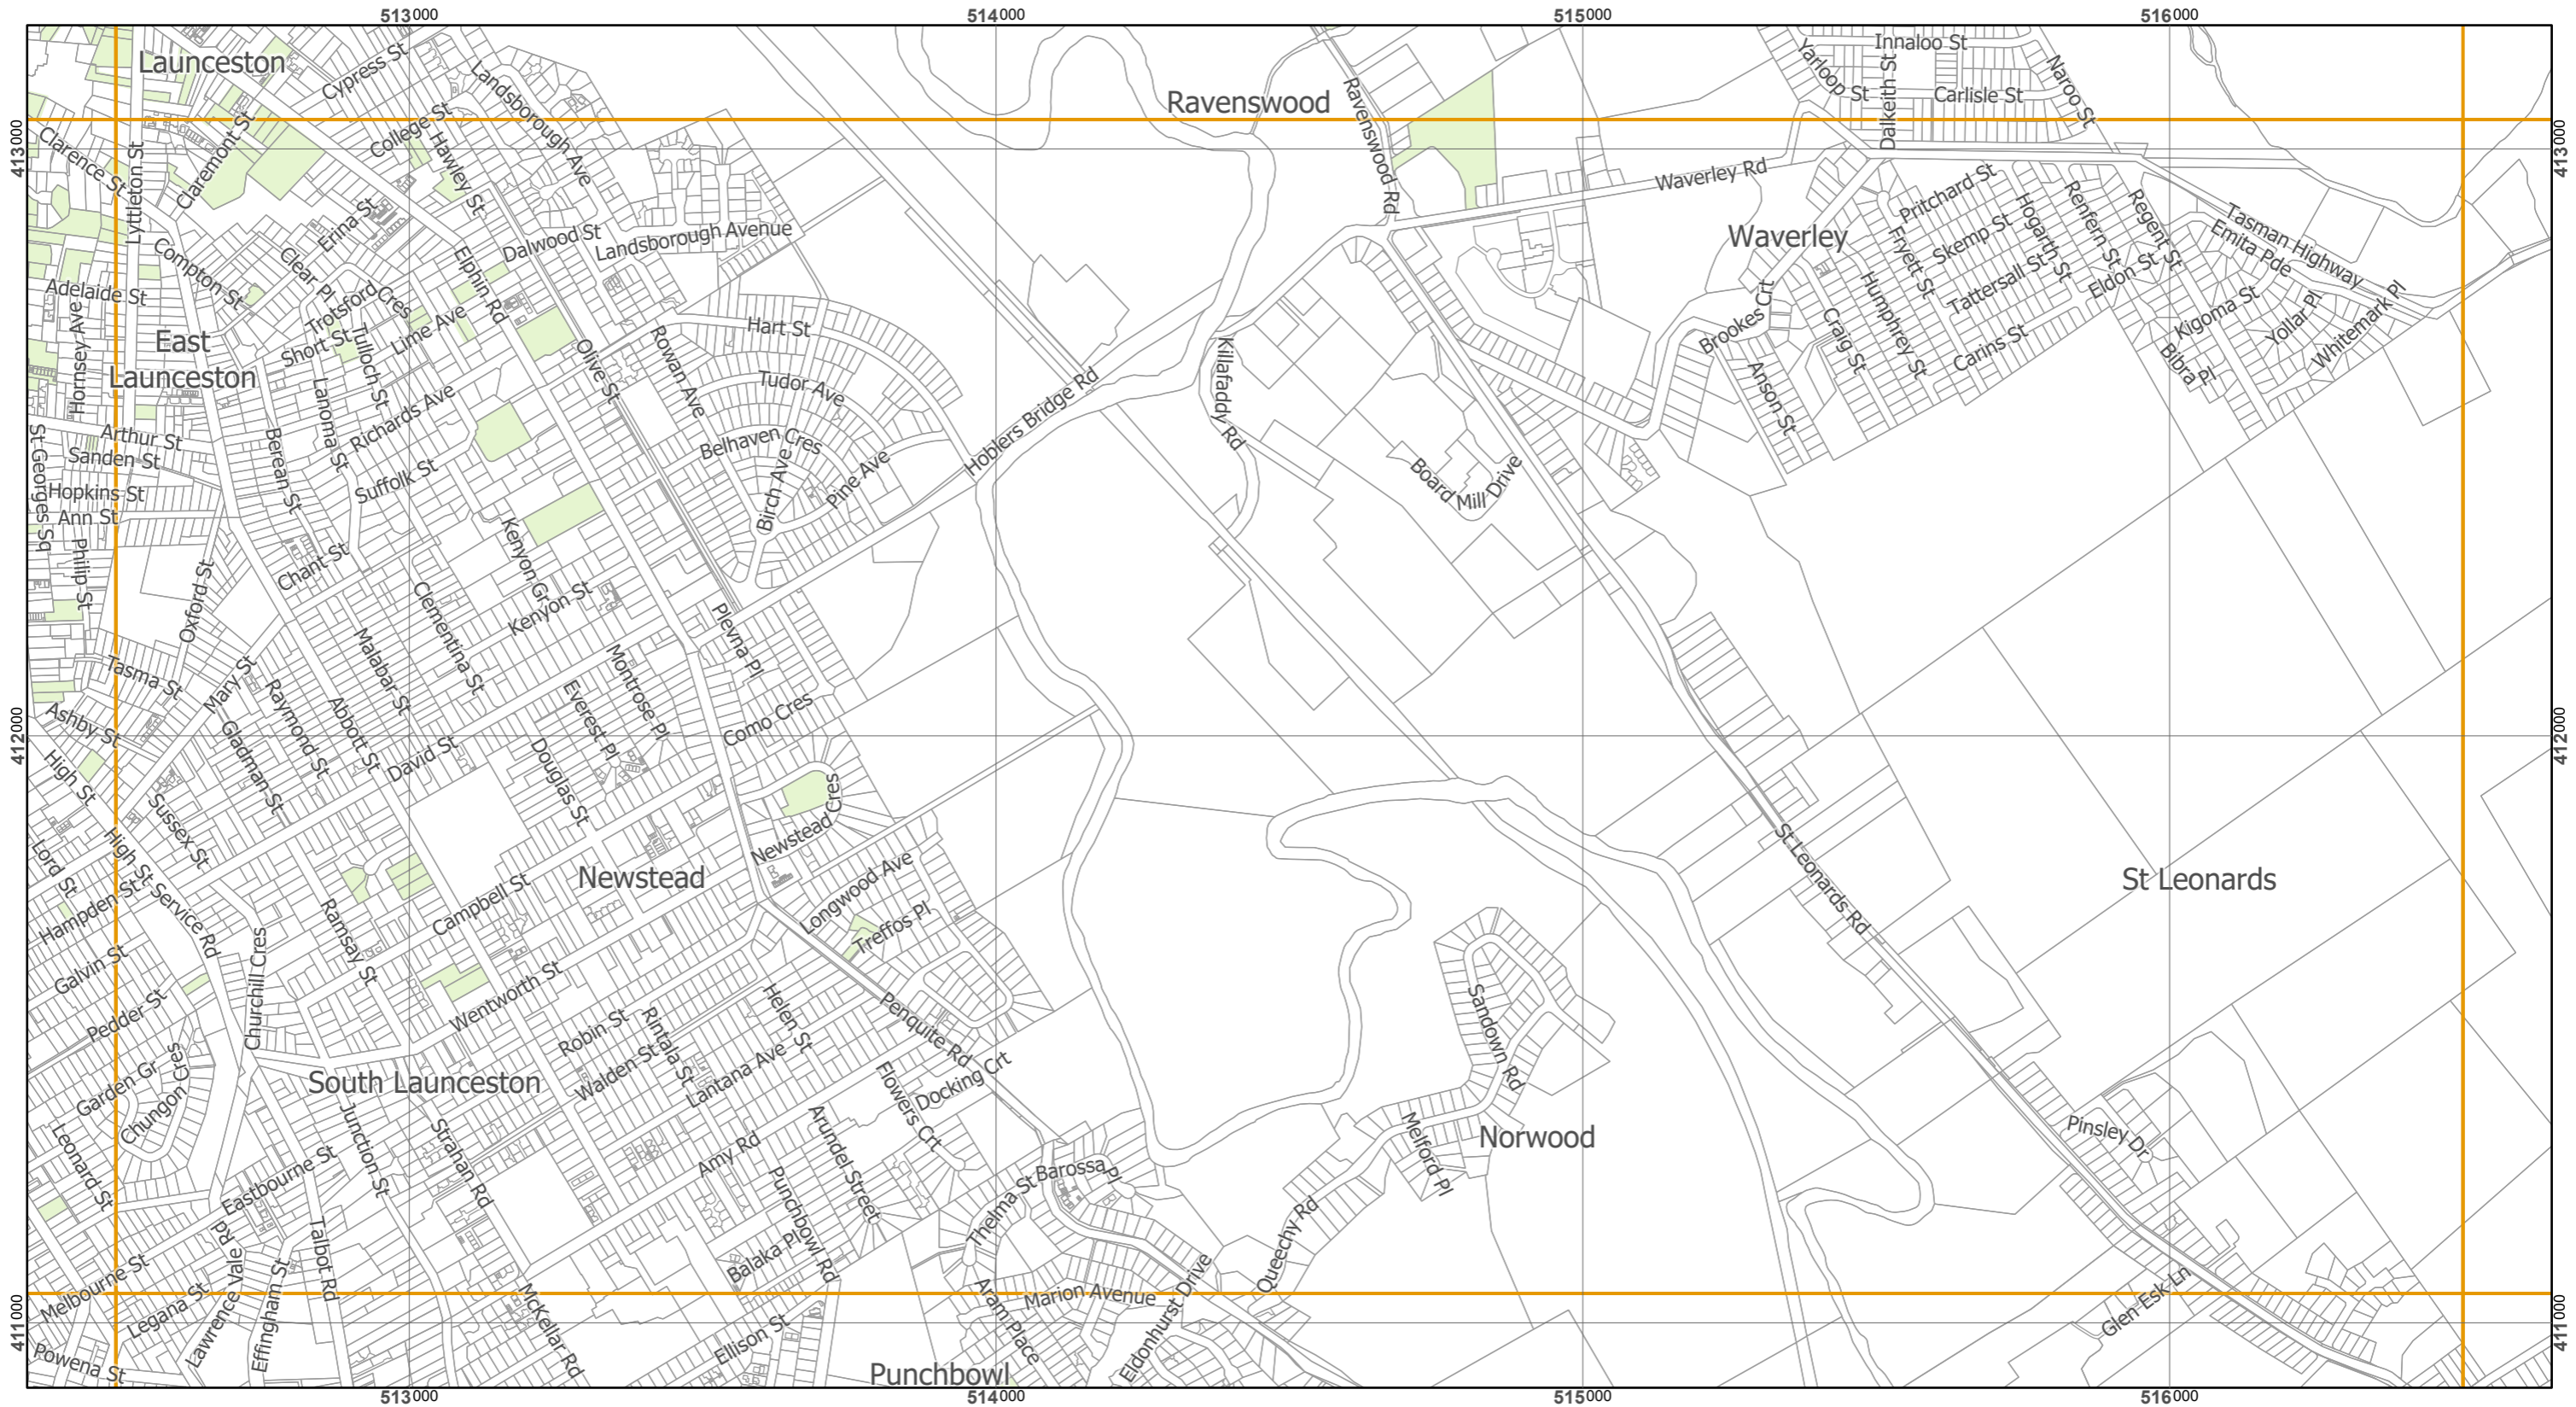 513000
514000
515000
516000
Launceston
Cypress St
Landsborough Ave
Ravenswood
Ravenswood Rd
Innaloo St
Yarloop St
Dalkeith St
Carlisle St
Naroo St
413000
413000
Clarence St
Lyttleton St
Claremont St
College St
Hawley St
Waverley Rd
Erina St
Clear Pl
Compton St
Elphin Rd
Dalwood St
Landsborough Avenue
Waverley
Pritchard St
Fryett St
Skemp St
Hogarth St
Renfern St
Regent St
Tasman Highway
Emita Pde
Adelaide St
Hornsey Ave
Trotsford Cres
Lime Ave
Short St
Tulloch St
East
Launceston
Olive St
Rowan Ave
Hart St
Tudor Ave
Killafaddy Rd
Brookes Crt
Craig St
Humphrey St
Tattersall St
Eldon St
Carins St
Kigoma St
Yollar Pl
Whitemark Pl
Bibra Pl
Anson St
Hoblers Bridge Rd
Lanoma St
Richards Ave
Belhaven Cres
Birch Ave
Pine Ave
Board Mill Drive
St Georges Sq
Arthur St
Sanden St
Hopkins St
Ann St
Berean St
Suffolk St
Phillip St
Oxford St
Chant St
Kenyon Gr
Kenyon St
Clementina St
Malabar St
Plevna Pl
Montrose Pl
Everest Pl
Como Cres
Tasma St
Mary St
Raymond St
Abbott St
Gladman St
David St
Douglas St
412000
412000
Ashby St
High St
Sussex St
Newstead Cres
Newstead
Longwood Ave
Treffos Pl
St Leonards Rd
St Leonards
Lord St
High St Service Rd
Hampden St
Campbell St
Ramsay St
Galvin St
Churchill Cres
Wentworth St
Pedder St
Robin St
Walden St
Rintala St
Helen St
Penquite Rd
Lantana Ave
Flowers Crt
Docking Crt
Sandown Rd
Garden Gr
Chungon Cres
South Launceston
Junction St
Strahan Rd
Amy Rd
Arundel Street
Punchbowl Rd
Melford Pl
Norwood
Pinsley Dr
Leonard St
Eastbourne St
Thelma St
Barossa Pl
Queechy Rd
Balaka Pl
Talbot Rd
Melbourne St
Legana St
Lawrence Vale Rd
Effingham St
McKellar Rd
Ellison St
Aram Place
Marion Avenue
Eldonhurst Drive
Glen Esk Ln
411000
411000
Powena St
Punchbowl
513000
514000
515000
516000